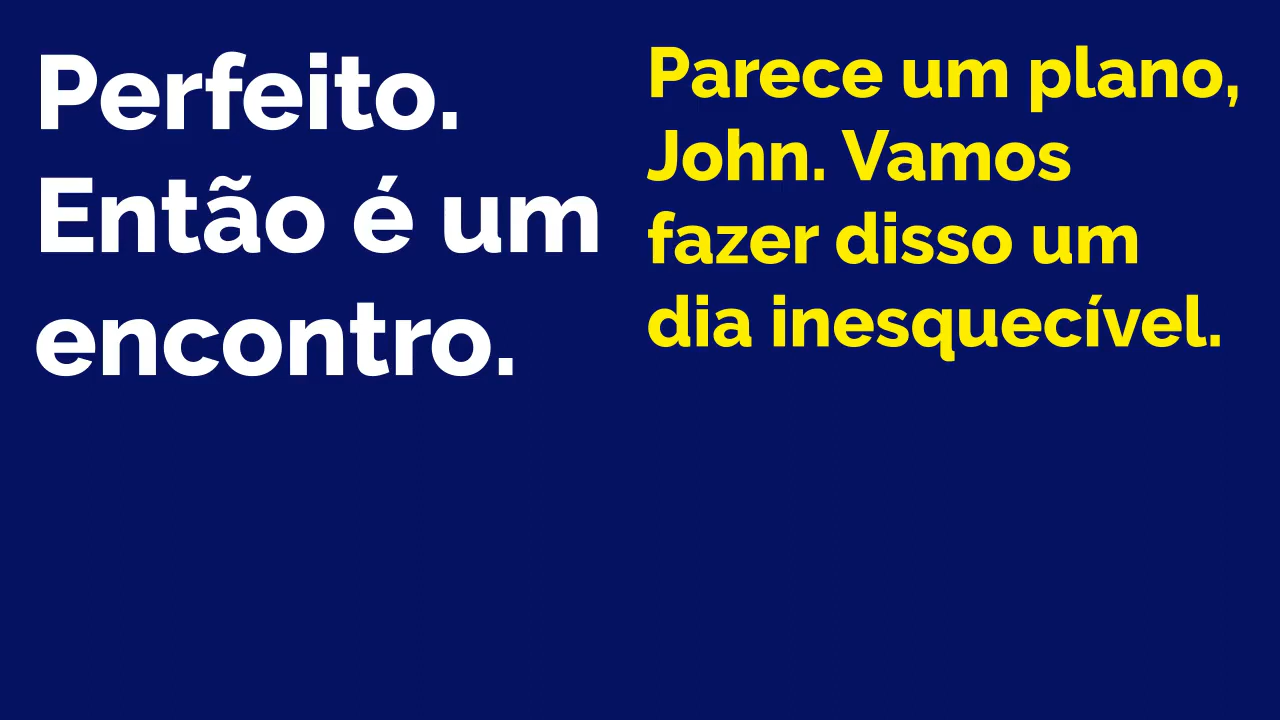 Perfeito.
Então é um
encontro.
Parece um plano,
John. Vamos
fazer disso um
dia inesquecível.